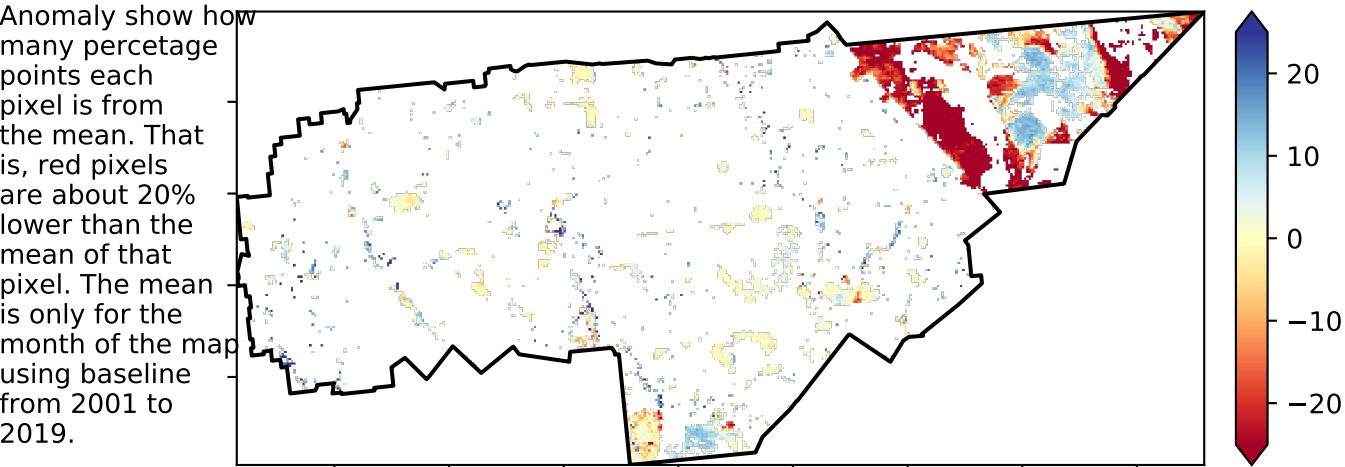 Anomaly show how
many percetage
points each
pixel is from
the mean. That
is, red pixels
are about 20%
lower than the
mean of that
pixel. The mean
is only for the
month of the map
using baseline
from 2001 to
2019.
20
10
0
−10
−20